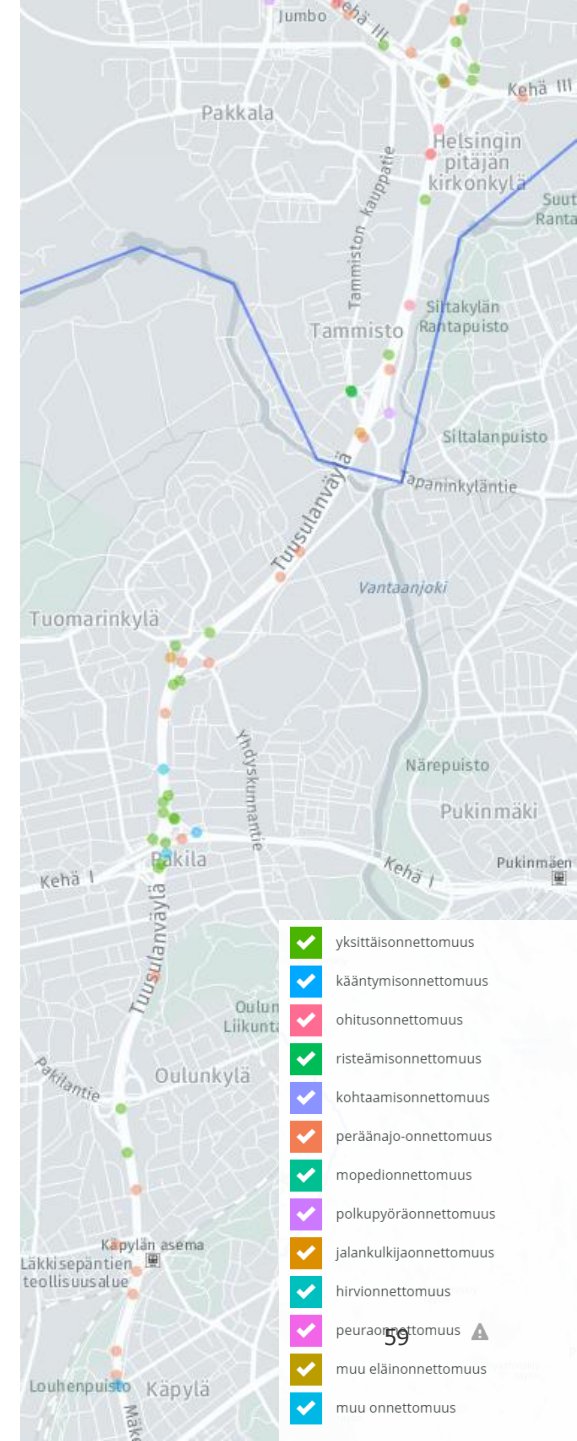 Jumbo
Kehä III
Kehä III
Pakkala
Helsingin
pitäjän
kirkonkylä
Tammiston kauppatie
Suut
Ranta
Siltakylän
Rantapuisto
Tammisto
Siltalanpuisto
Tapaninkyläntie
Tuusulanväylä
Vantaanjoki
Tuomarinkylä
Yhdyskunnantie
Närepuisto
Pukinmäki
Pakila
Kehä I
Kehä I
Pukinmäen
Tuusulanväylä
Oulun
Liikunta
Pakilantie
Oulunkylä
Käpylän asema
Läkkisepäntien
teollisuusalue
Louhenpuisto
Käpylä
Mäke
yksittäisonnettomuus
kääntymisonnettomuus
ohitusonnettomuus
risteämisonnettomuus
kohtaamisonnettomuus
peräänajo-onnettomuus
mopedionnettomuus
polkupyöräonnettomuus
jalankulkijaonnettomuus
hirvionnettomuus
peuraonnettomuus
59
muu eläinonnettomuus
muu onnettomuus